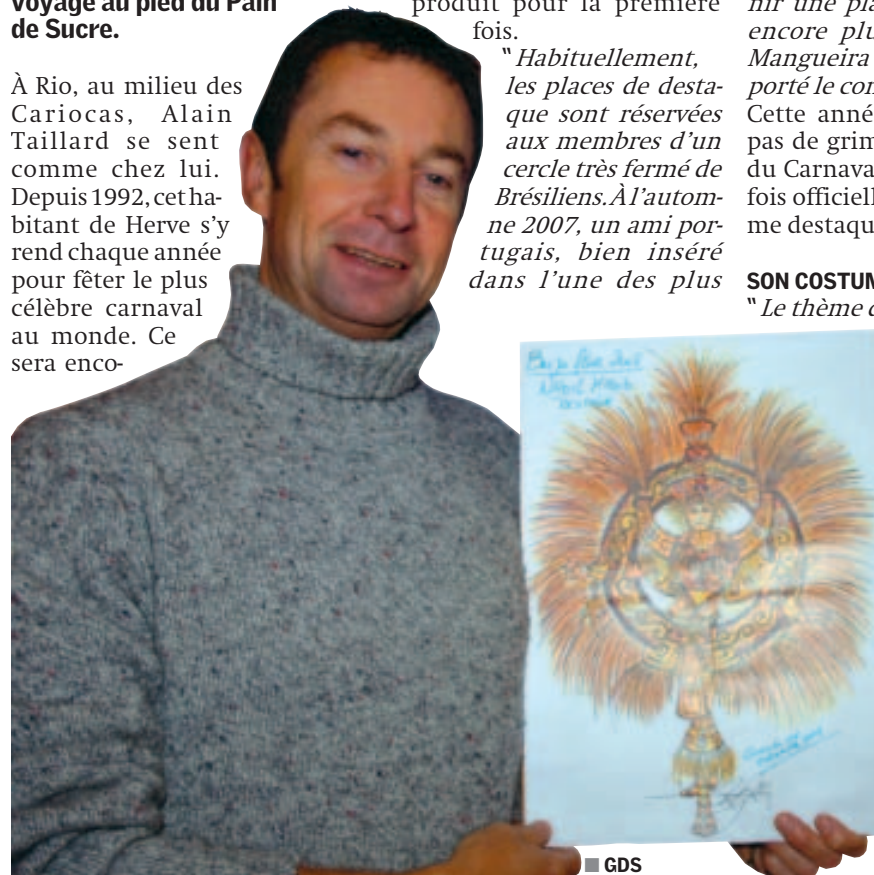 voyage au pied du Pain
de Sucre.
À Rio, au milieu des
Cariocas, Alain
Taillard se sent
comme chez lui.
Depuis 1992, cet ha-
bitant de Herve s'y
rend chaque année
pour fêter le plus
célèbre carnaval
au monde. Ce
sera enco-
produit pour la première
fois.
"Habituellement,
les places de desta-
que sont réservées
aux membres d'un
cercle très fermé de
Brésiliens. À l'autom-
ne 2007, un ami por-
tugais, bien inséré
dans l'une des plus
nir une pla
encore plu
Mangueira
porté le con
Cette anné
pas de grim
du Carnava
fois officiell
me destaqu
SON COSTUM
"Le thème d
GDS